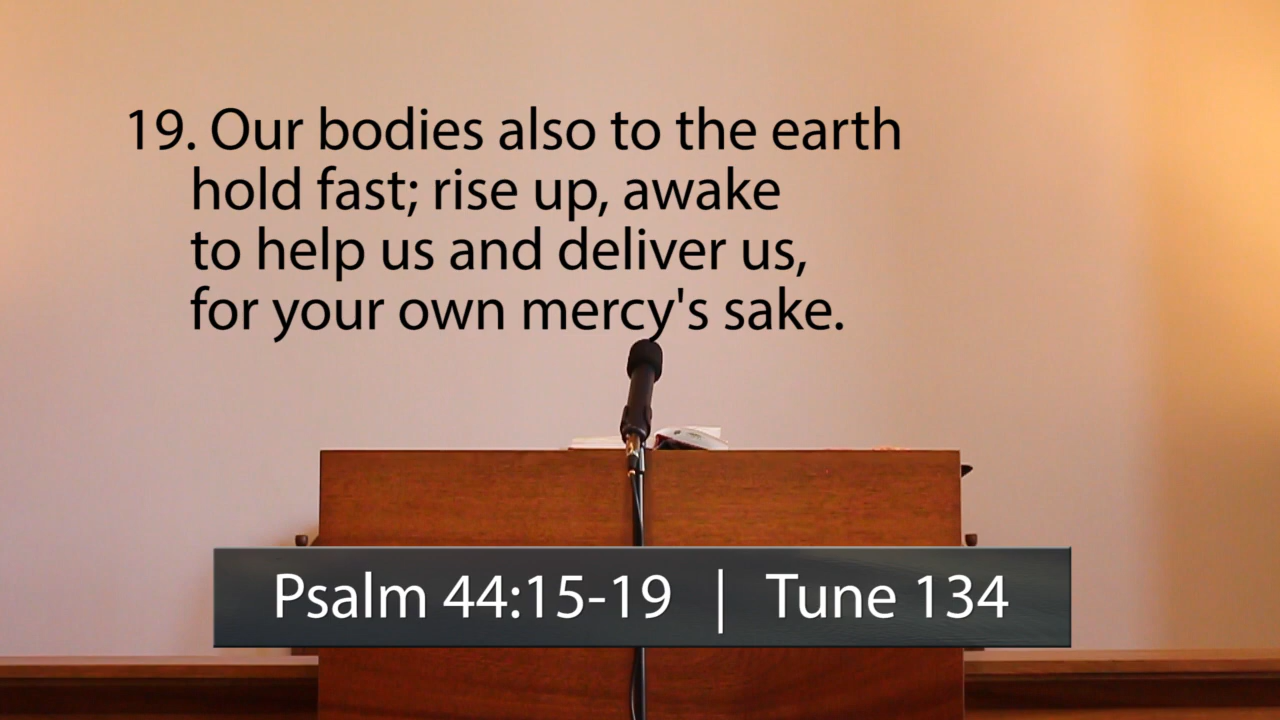 19. Our bodies also to the earth
hold fast; rise up, awake
to help us and deliver us,
for your own mercy's sake.
Psalm 44:15-19 | Tune 134